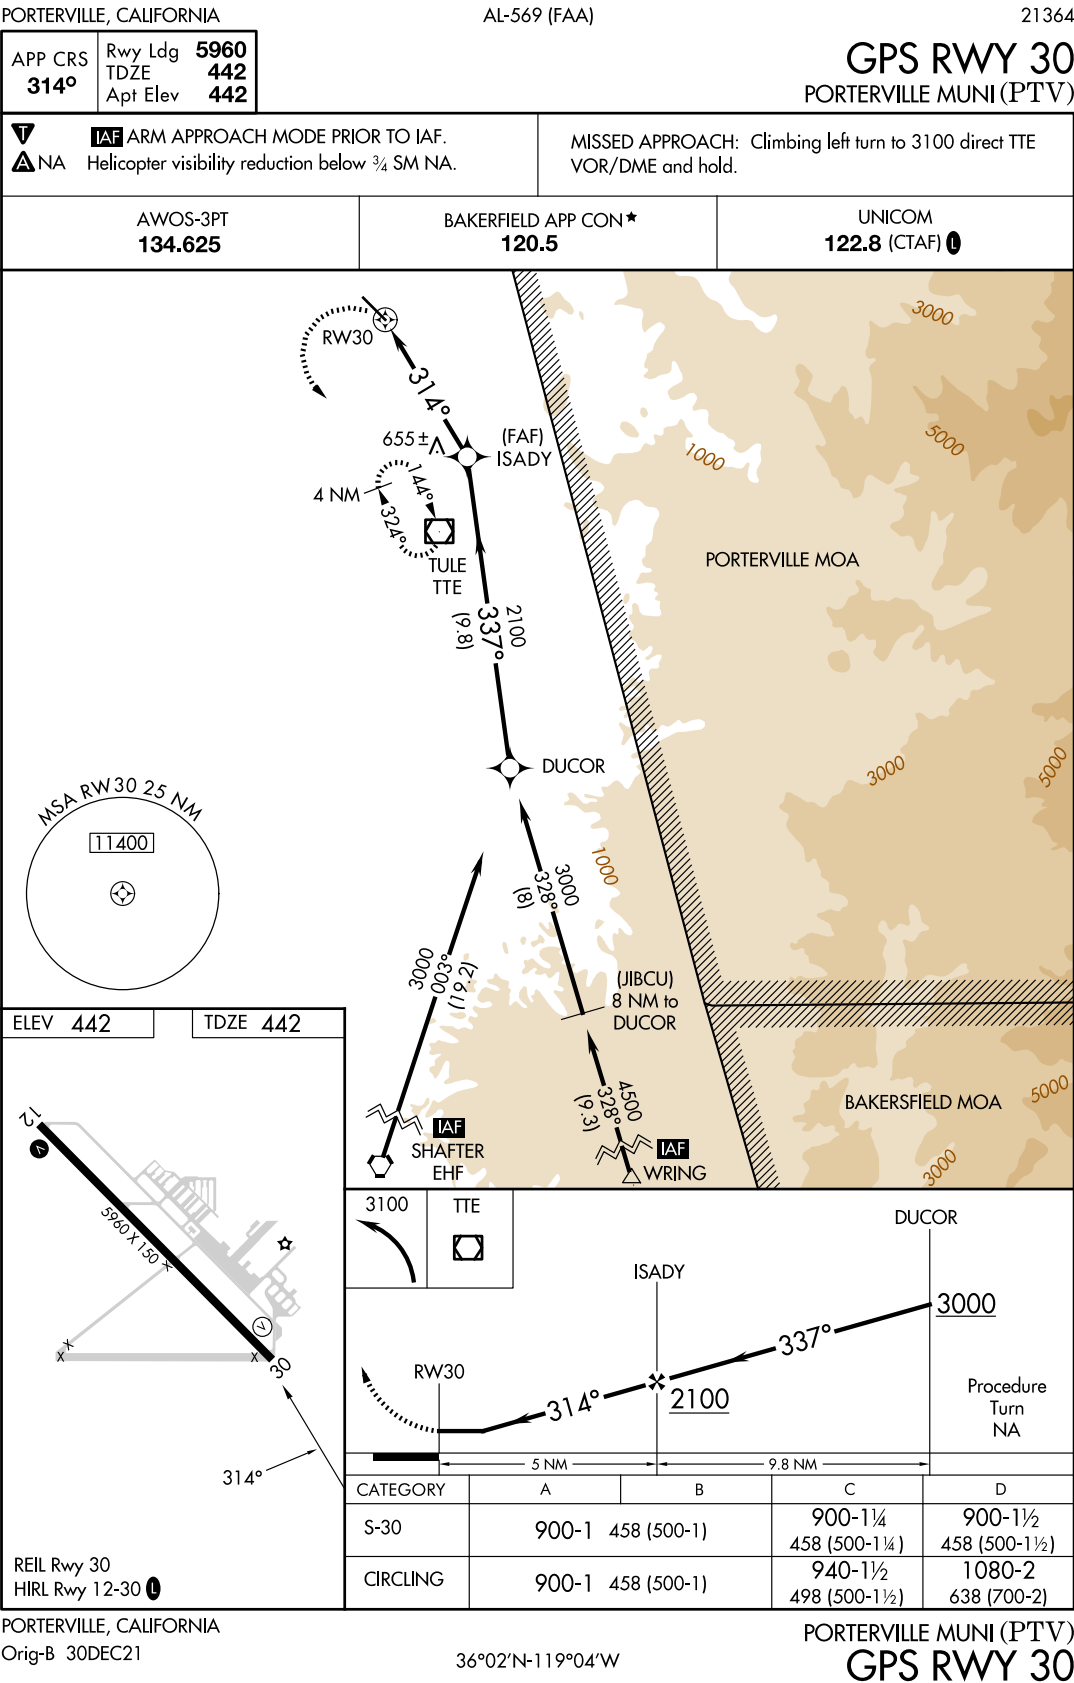 PORTERVILLE, CALIFORNIA
AL-569 (FAA)
21364
APP CRS
314°
Rwy Ldg 5960
TDZE 442
Apt Elev 442
GPS RWY 30
PORTERVILLE MUNI (PTV)
T
A NA
IAF ARM APPROACH MODE PRIOR TO IAF.
Helicopter visibility reduction below ¾ SM NA.
MISSED APPROACH: Climbing left turn to 3100 direct TTE
VOR/DME and hold.
AWOS-3PT
134.625
BAKERFIELD APP CON★
120.5
UNICOM
122.8 (CTAF) L
3000
RW30
314°
655±
(FAF)
ISADY
1000
5000
4 NM
144°
324°
TULE
TTE
PORTERVILLE MOA
2100
337°
(9.8)
DUCOR
3000
5000
MSA RW30 25 NM
11400
1000
3000
328°
(8)
3000
003°
(19.2)
(JIBCU)
8 NM to
DUCOR
4500
328°
(9.3)
BAKERSFIELD MOA
5000
3000
IAF
SHAFTER
EHF
IAF
WRING
ELEV 442
TDZE 442
12
V
5960 X 150
X
X
X
X
V
30
314°
REIL Rwy 30
HIRL Rwy 12-30 L
3100
TTE
DUCOR
ISADY
3000
337°
RW30
314°
2100
Procedure
Turn
NA
5 NM
9.8 NM
CATEGORY A B C D
S-30 900-1 458 (500-1) 900-1¼ 458 (500-1¼) 900-1½ 458 (500-1½)
CIRCLING 900-1 458 (500-1) 940-1½ 498 (500-1½) 1080-2 638 (700-2)
PORTERVILLE, CALIFORNIA
Orig-B 30DEC21
36°02'N-119°04'W
PORTERVILLE MUNI (PTV)
GPS RWY 30